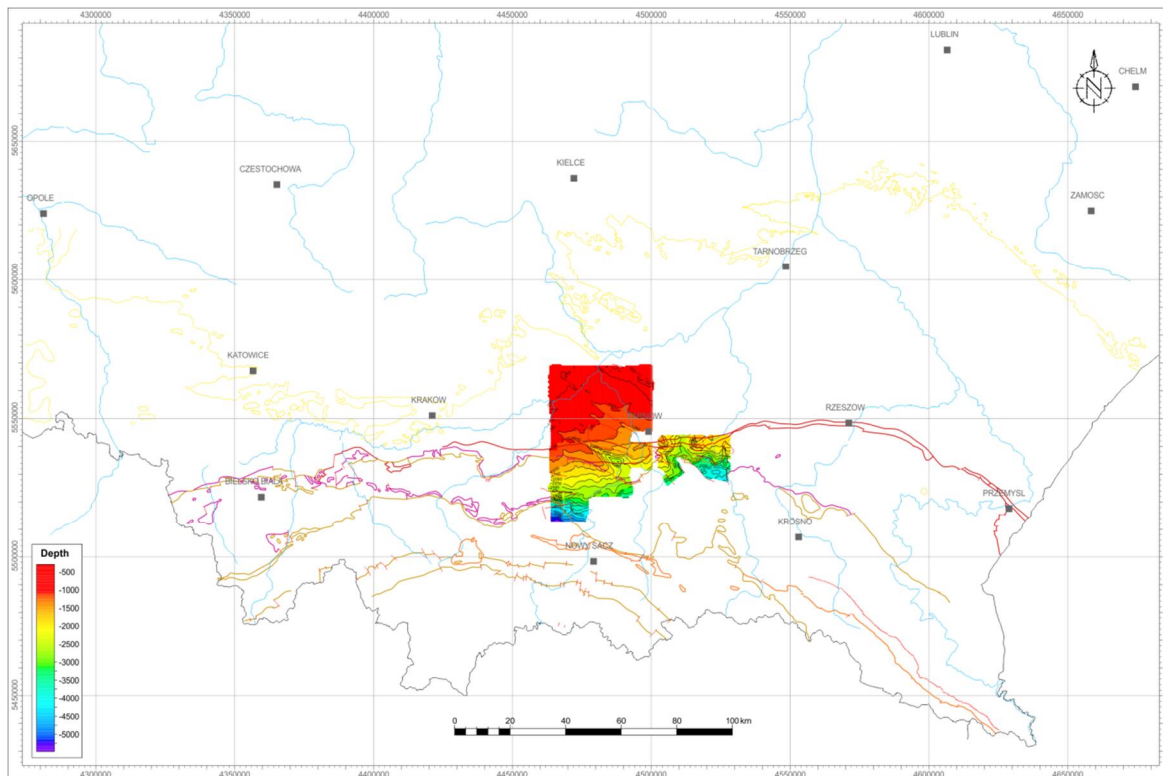 4300000 4350000 4400000 4450000 4500000 4550000 4600000 4650000
LUBLIN
CHELM
N
5650000
KIELCE
CZESTOCHOWA
ZAMOSC
OPOLE
TARNOBRZEG
5600000
KATOWICE
KRAKOW
RZESZOW
5550000
BIELSKO BIALA
PRZEMYSL
KROSNO
NOWY SACZ
5500000
Depth
-500
-1000
-1500
-2000
-2500
-3000
-3500
-4000
-4500
-5000
5450000
0 20 40 60 80 100 km
4300000 4350000 4400000 4450000 4500000 4550000 4600000 4650000